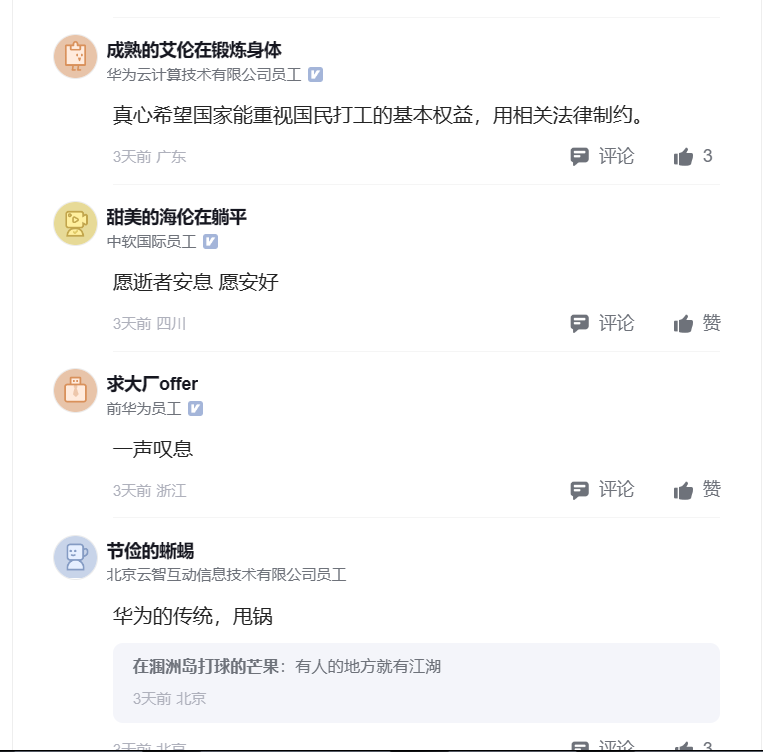 成熟的艾伦在锻炼身体
华为云计算技术有限公司员工
真心希望国家能重视国民打工的基本权益，用相关法律制约。
3天前 广东 评论 3
甜美的海伦在躺平
中软国际员工
愿逝者安息 愿安好
3天前 四川 评论 赞
求大厂offer
前华为员工
一声叹息
3天前 浙江 评论 赞
节俭的蜥蜴
北京云智互动信息技术有限公司员工
华为的传统，甩锅
在涠洲岛打球的芒果：有人的地方就有江湖
3天前 北京
3天前 北京 评论 3